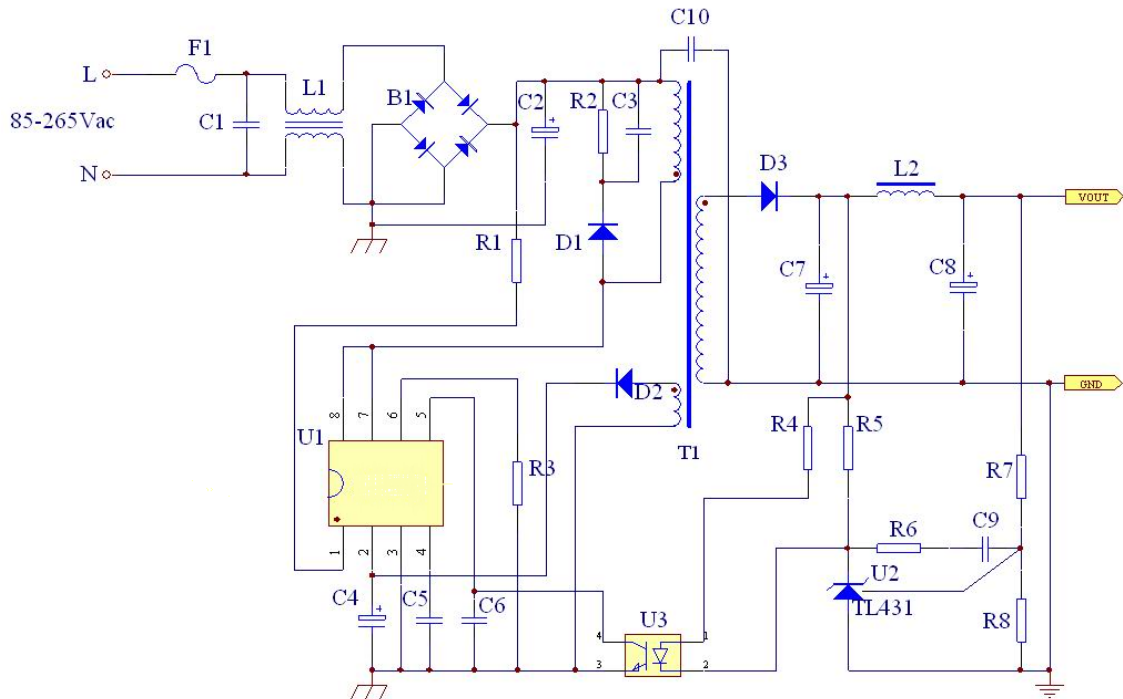 C10
F1
L
L1
B1
C2
R2
C3
85-265Vac
C1
N
D3
L2
VOUT
R1
D1
C7
C8
GND
D2
R4
R5
T1
8
7
6
5
U1
R3
R7
1
2
3
4
R6
C9
U2
TL431
C4
C5
C6
U3
R8
4
1
3
2